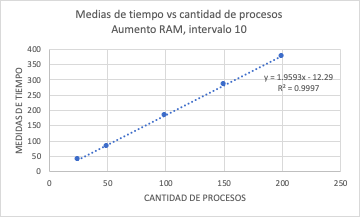 Medias de tiempo vs cantidad de procesos
Aumento RAM, intervalo 10
400
350
300
250
200
150
100
50
0
MEDIDAS DE TIEMPO
y = 1.9593x - 12.29
R² = 0.9997
0 50 100 150 200 250
CANTIDAD DE PROCESOS